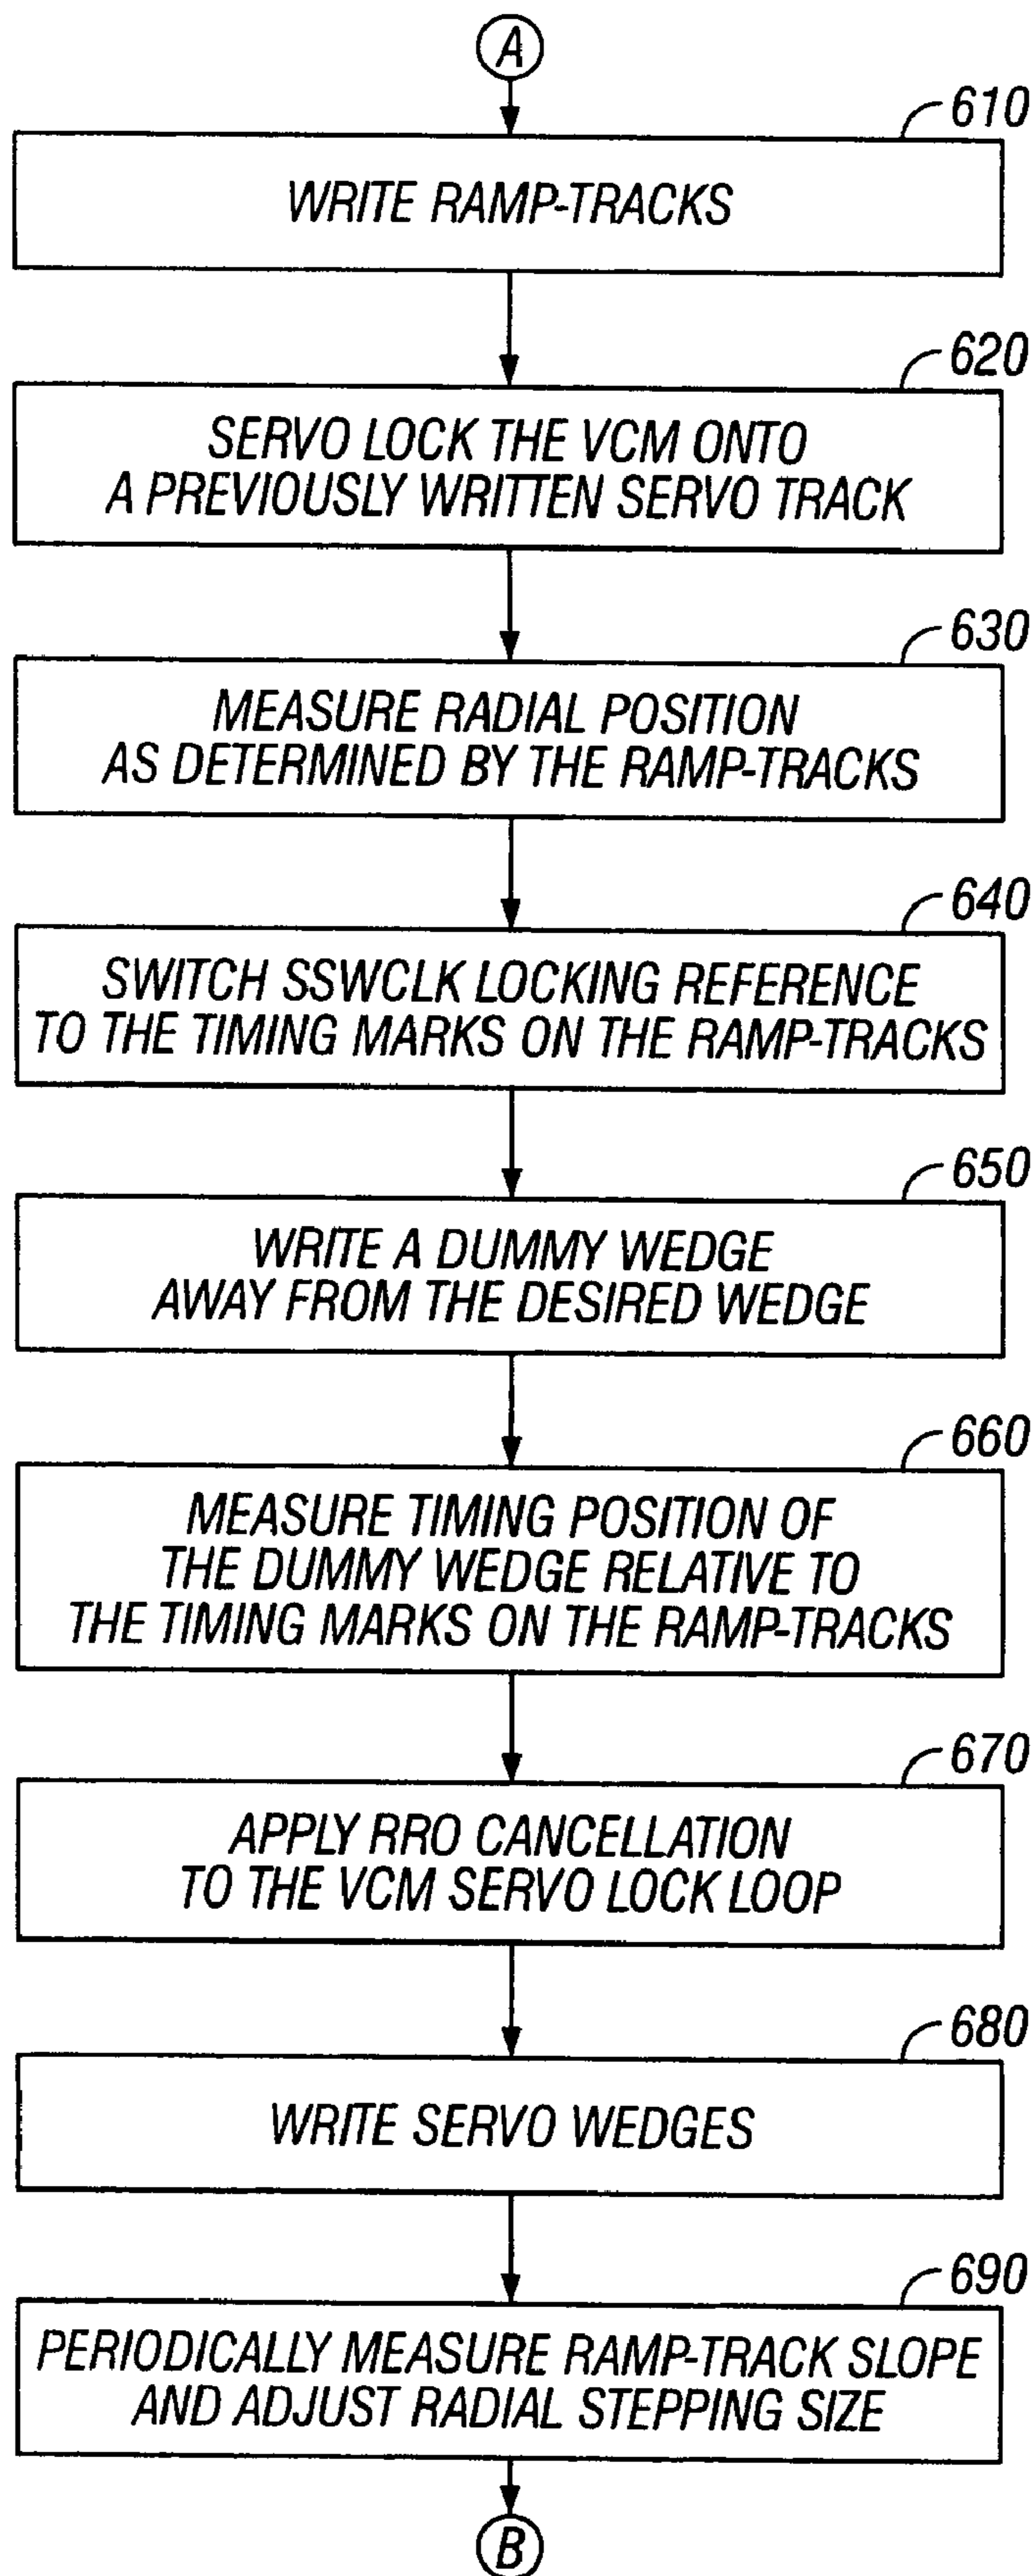 A
610
WRITE RAMP-TRACKS
620
SERVO LOCK THE VCM ONTO
A PREVIOUSLY WRITTEN SERVO TRACK
630
MEASURE RADIAL POSITION
AS DETERMINED BY THE RAMP-TRACKS
640
SWITCH SSWCLK LOCKING REFERENCE
TO THE TIMING MARKS ON THE RAMP-TRACKS
650
WRITE A DUMMY WEDGE
AWAY FROM THE DESIRED WEDGE
660
MEASURE TIMING POSITION OF
THE DUMMY WEDGE RELATIVE TO
THE TIMING MARKS ON THE RAMP-TRACKS
670
APPLY RRO CANCELLATION
TO THE VCM SERVO LOCK LOOP
680
WRITE SERVO WEDGES
690
PERIODICALLY MEASURE RAMP-TRACK SLOPE
AND ADJUST RADIAL STEPPING SIZE
B